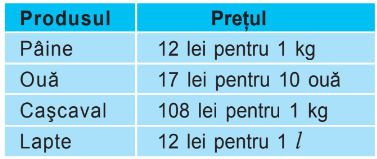 Produsul Prețul
Pâine 12 lei pentru 1 kg
Ouă 17 lei pentru 10 ouă
Cașcaval 108 lei pentru 1 kg
Lapte 12 lei pentru 1 l